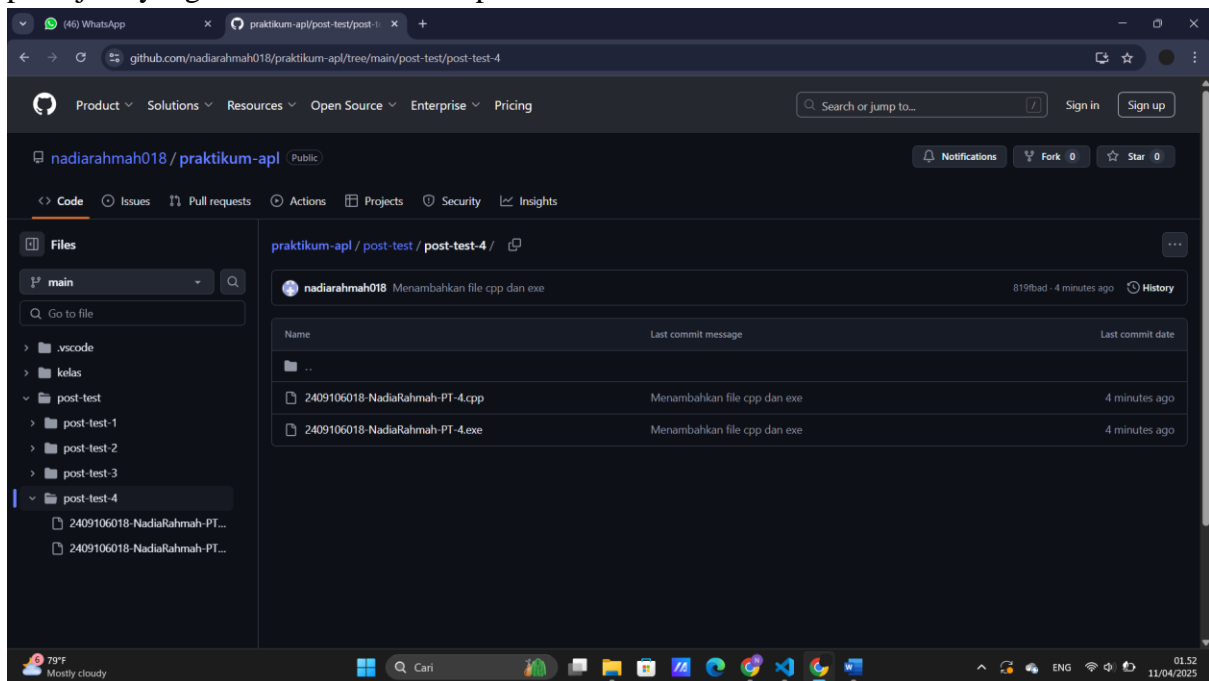 (46) WhatsApp
praktikum-apl/post-test/post-t
github.com/nadiarahmah018/praktikum-apl/tree/main/post-test/post-test-4
Product Solutions Resources Open Source Enterprise Pricing Search or jump to... / Sign in Sign up
nadiarahmah018 / praktikum-apl Public Notifications Fork 0 Star 0
Code Issues Pull requests Actions Projects Security Insights
Files praktikum-apl / post-test / post-test-4 / ...
main
nadiarahmah018 Menambahkan file cpp dan exe 819fbad · 4 minutes ago History
Go to file
Name Last commit message Last commit date
.vscode
..
kelas
post-test
2409106018-NadiaRahmah-PT-4.cpp Menambahkan file cpp dan exe 4 minutes ago
post-test-1
2409106018-NadiaRahmah-PT-4.exe Menambahkan file cpp dan exe 4 minutes ago
post-test-2
post-test-3
post-test-4
2409106018-NadiaRahmah-PT...
2409106018-NadiaRahmah-PT...
6 79°F
Mostly cloudy
Cari
ENG
01.52
11/04/2025